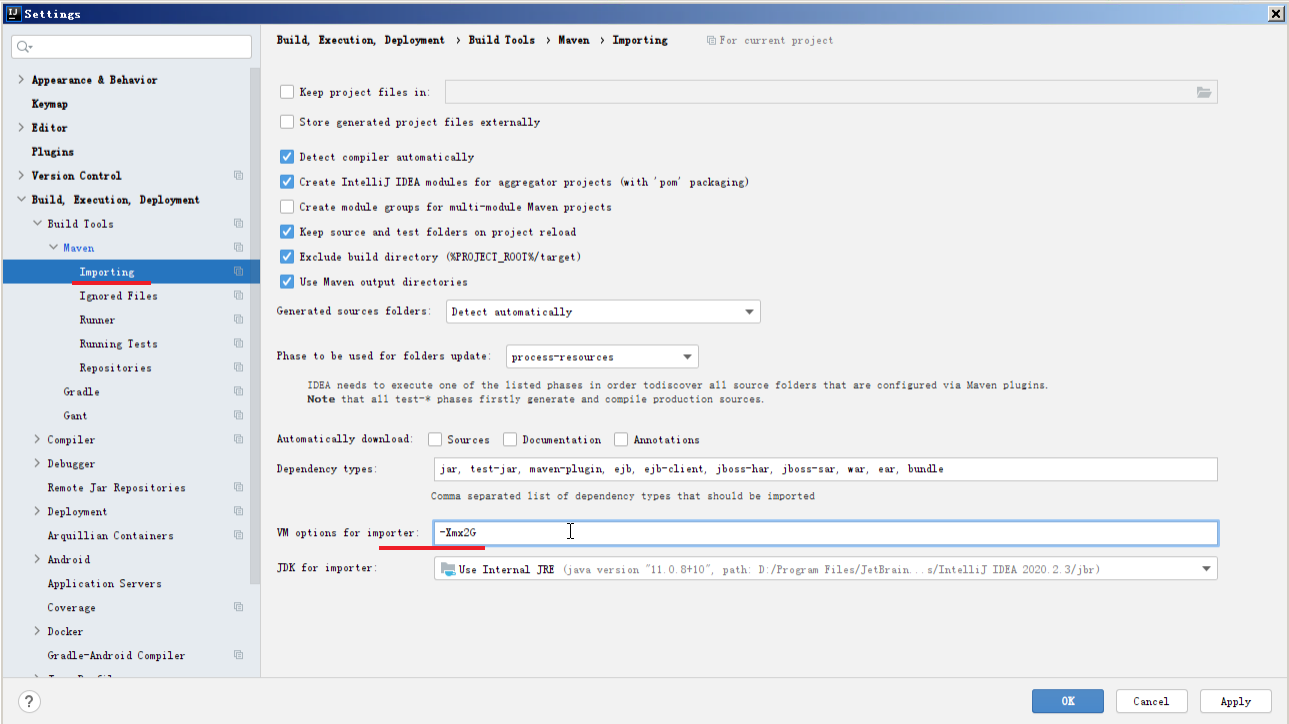 Settings
Appearance & Behavior
Keymap
Editor
Plugins
Version Control
Build, Execution, Deployment
Build Tools
Maven
Importing
Ignored Files
Runner
Running Tests
Repositories
Gradle
Gant
Compiler
Debugger
Remote Jar Repositories
Deployment
Arquillian Containers
Android
Application Servers
Coverage
Docker
Gradle-Android Compiler
Build, Execution, Deployment > Build Tools > Maven > Importing For current project
Keep project files in:
Store generated project files externally
Detect compiler automatically
Create IntelliJ IDEA modules for aggregator projects (with 'pom' packaging)
Create module groups for multi-module Maven projects
Keep source and test folders on project reload
Exclude build directory (%PROJECT_ROOT%/target)
Use Maven output directories
Generated sources folders: Detect automatically
Phase to be used for folders update: process-resources
IDEA needs to execute one of the listed phases in order todiscover all source folders that are configured via Maven plugins.
Note that all test-* phases firstly generate and compile production sources.
Automatically download: Sources Documentation Annotations
Dependency types: jar, test-jar, maven-plugin, ejb, ejb-client, jboss-har, jboss-sar, war, ear, bundle
Comma separated list of dependency types that should be imported
VM options for importer: -Xmx2G
JDK for importer: Use Internal JRE (java version "11.0.8+10", path: D:/Program Files/JetBrain...s/IntelliJ IDEA 2020.2.3/jbr)
? OK Cancel Apply